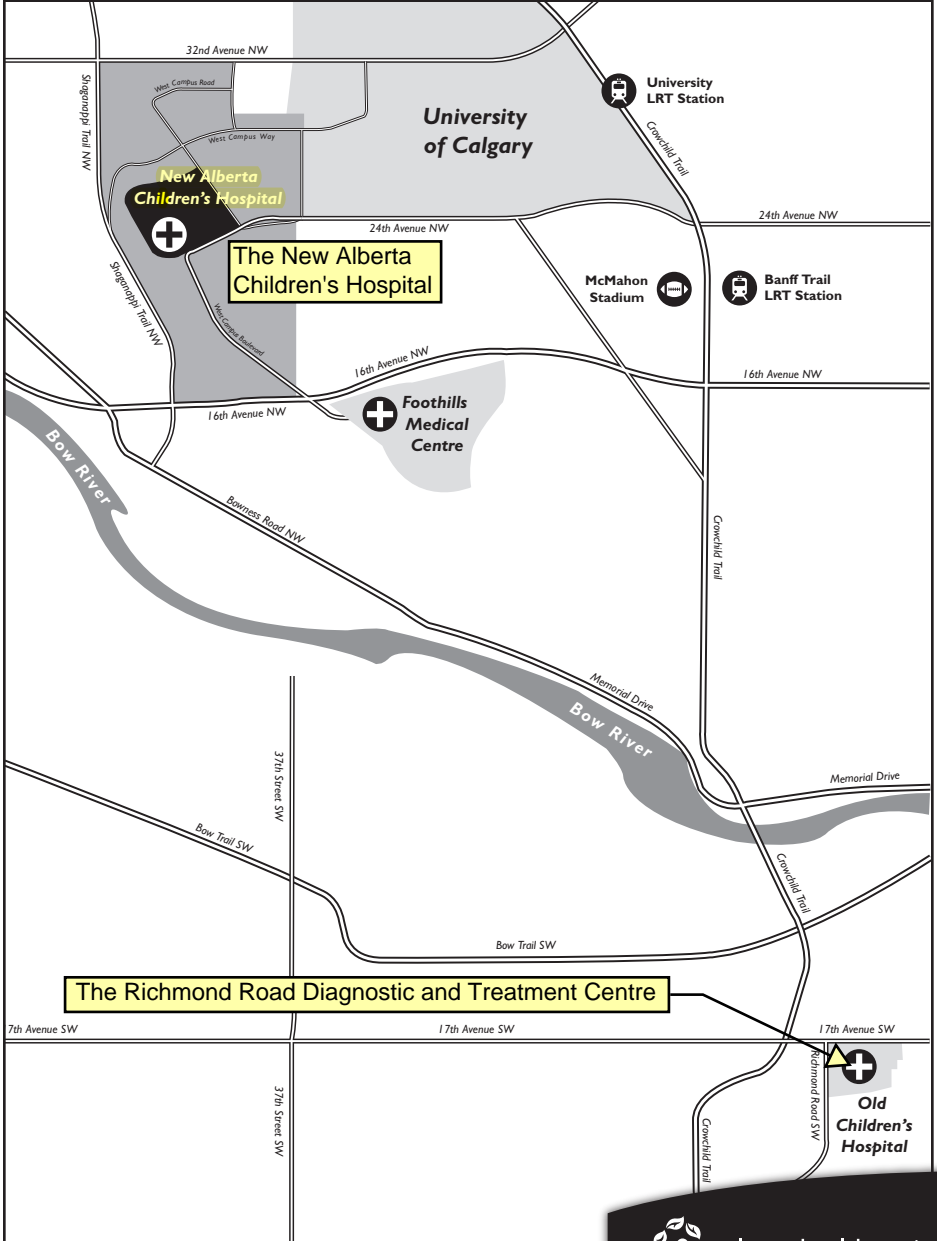 32nd Avenue NW
Shaganappi Trail NW
West Campus Road
University
LRT Station
University
of Calgary
Crowchild Trail
West Campus Way
New Alberta
Children's Hospital
24th Avenue NW
24th Avenue NW
The New Alberta
Children's Hospital
Shaganappi Trail NW
McMahon
Stadium
Banff Trail
LRT Station
West Campus Boulevard
16th Avenue NW
16th Avenue NW
16th Avenue NW
Foothills
Medical
Centre
Bow River
Bowness Road NW
Crowchild Trail
Memorial Drive
Bow River
37th Street SW
Memorial Drive
Bow Trail SW
Crowchild Trail
Bow Trail SW
The Richmond Road Diagnostic and Treatment Centre
7th Avenue SW
17th Avenue SW
17th Avenue SW
37th Street SW
Richmond Road SW
Old
Children's
Hospital
Crowchild Trail